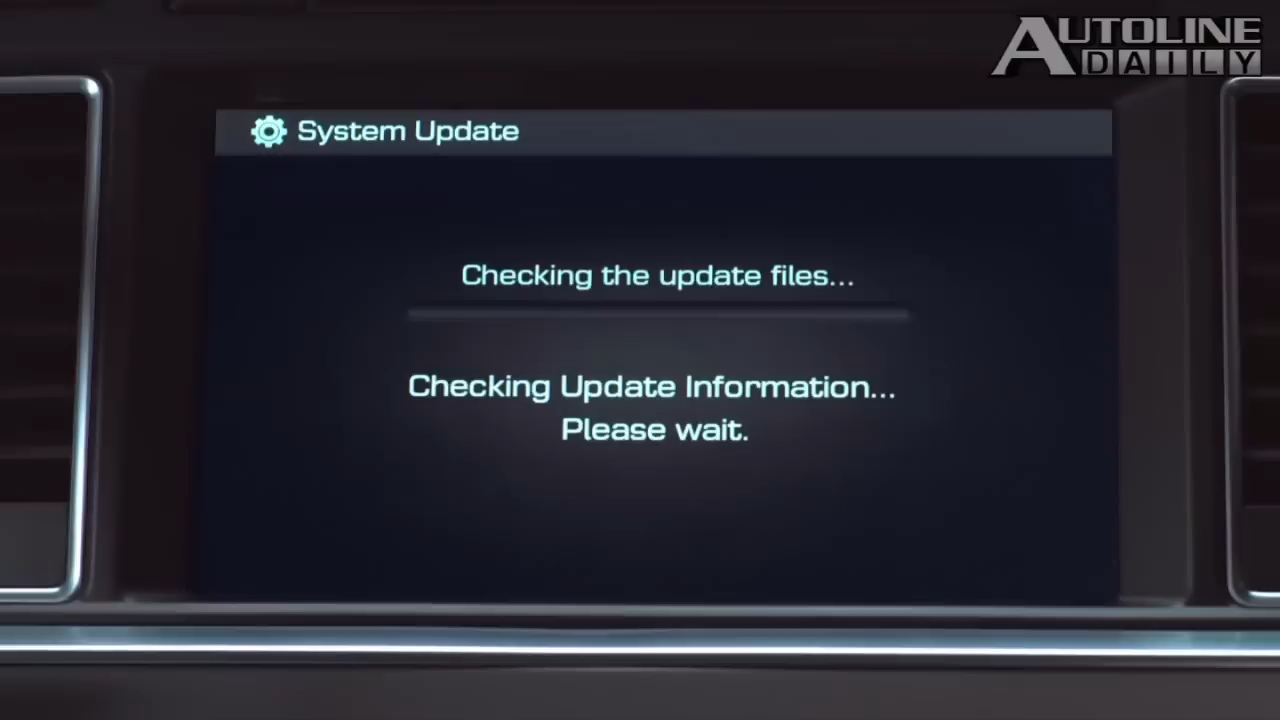 AUTOLINE
DAILY
System Update
Checking the update files...
Checking Update Information...
Please wait.